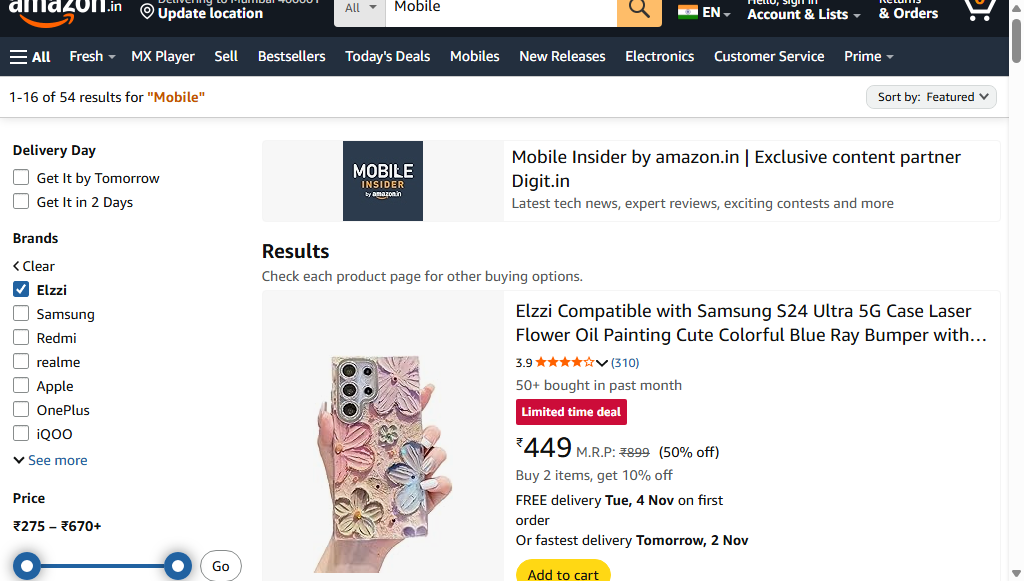 amazon.in
Delivering to Mumbai 400001
Update location
All
Mobile
EN
Hello, sign in
Account & Lists
Returns
& Orders
0
All
Fresh
MX Player
Sell
Bestsellers
Today's Deals
Mobiles
New Releases
Electronics
Customer Service
Prime
1-16 of 54 results for "Mobile"
Sort by: Featured
Delivery Day
Get It by Tomorrow
Get It in 2 Days
Brands
Clear
Elzzi
Samsung
Redmi
realme
Apple
OnePlus
iQOO
See more
Price
₹275 – ₹670+
Go
MOBILE
INSIDER
by amazon.in
Mobile Insider by amazon.in | Exclusive content partner
Digit.in
Latest tech news, expert reviews, exciting contests and more
Results
Check each product page for other buying options.
Elzzi Compatible with Samsung S24 Ultra 5G Case Laser
Flower Oil Painting Cute Colorful Blue Ray Bumper with…
3.9 (310)
50+ bought in past month
Limited time deal
₹449 M.R.P: ₹899 (50% off)
Buy 2 items, get 10% off
FREE delivery Tue, 4 Nov on first
order
Or fastest delivery Tomorrow, 2 Nov
Add to cart